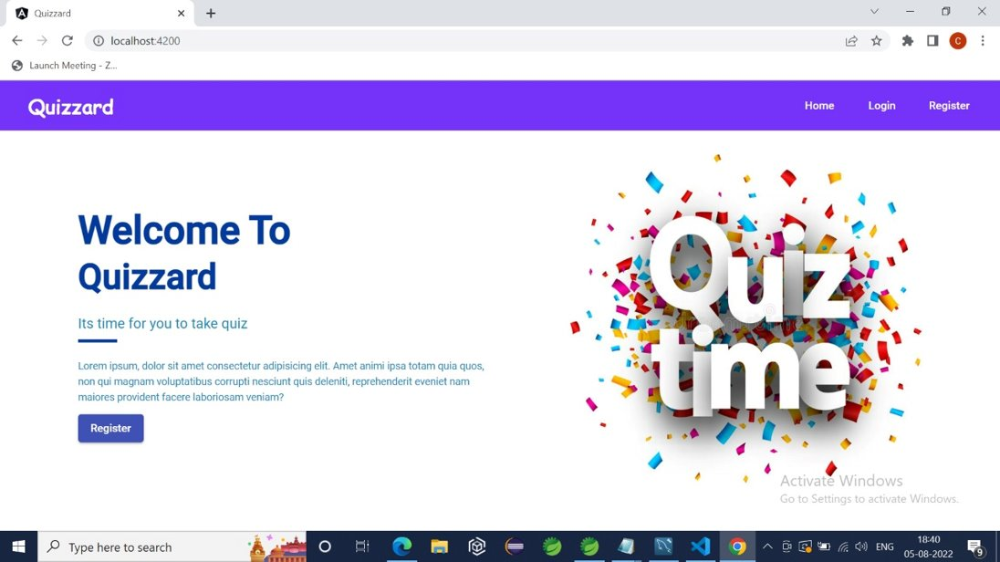 Quizzard
localhost:4200
C
Launch Meeting - Z...
Quizzard
Home Login Register
Welcome To
Quizzard
Its time for you to take quiz
Lorem ipsum, dolor sit amet consectetur adipisicing elit. Amet animi ipsa totam quia quos,
non qui magnam voluptatibus corrupti nesciunt quis deleniti, reprehenderit eveniet nam
maiores provident facere laboriosam veniam?
Register
Quiz
time
Activate Windows
Go to Settings to activate Windows.
Type here to search
ENG
18:40
05-08-2022
9